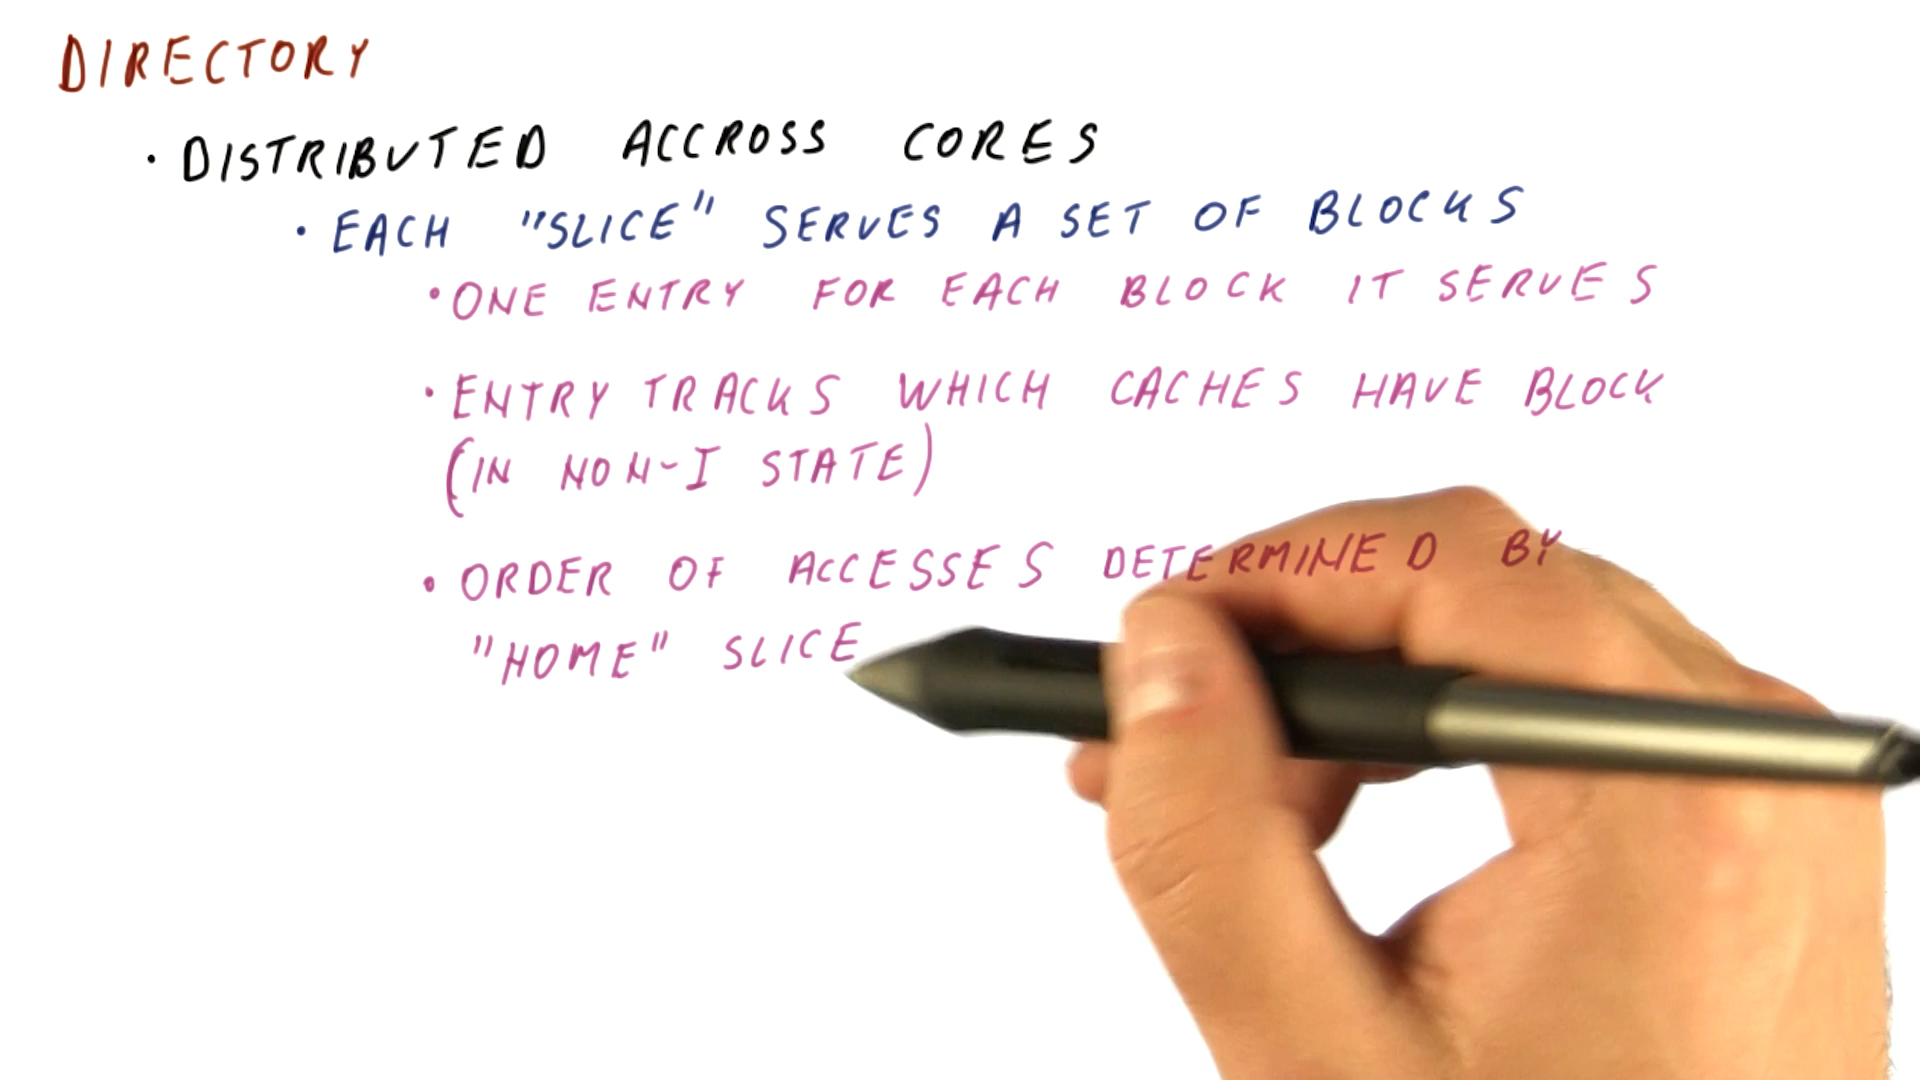 DIRECTORY
• DISTRIBUTED ACCROSS CORES
• EACH "SLICE" SERVES A SET OF BLOCKS
• ONE ENTRY FOR EACH BLOCK IT SERVES
• ENTRY TRACKS WHICH CACHES HAVE BLOCK
(IN NON-I STATE)
• ORDER OF ACCESSES DETERMINED BY
"HOME" SLICE